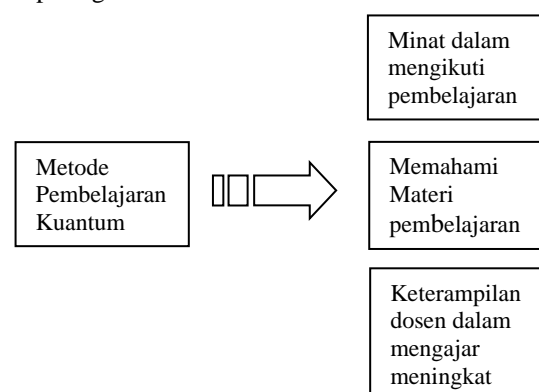 Minat dalam
mengikuti
pembelajaran
Metode
Pembelajaran
Kuantum
Memahami
Materi
pembelajaran
Keterampilan
dosen dalam
mengajar
meningkat